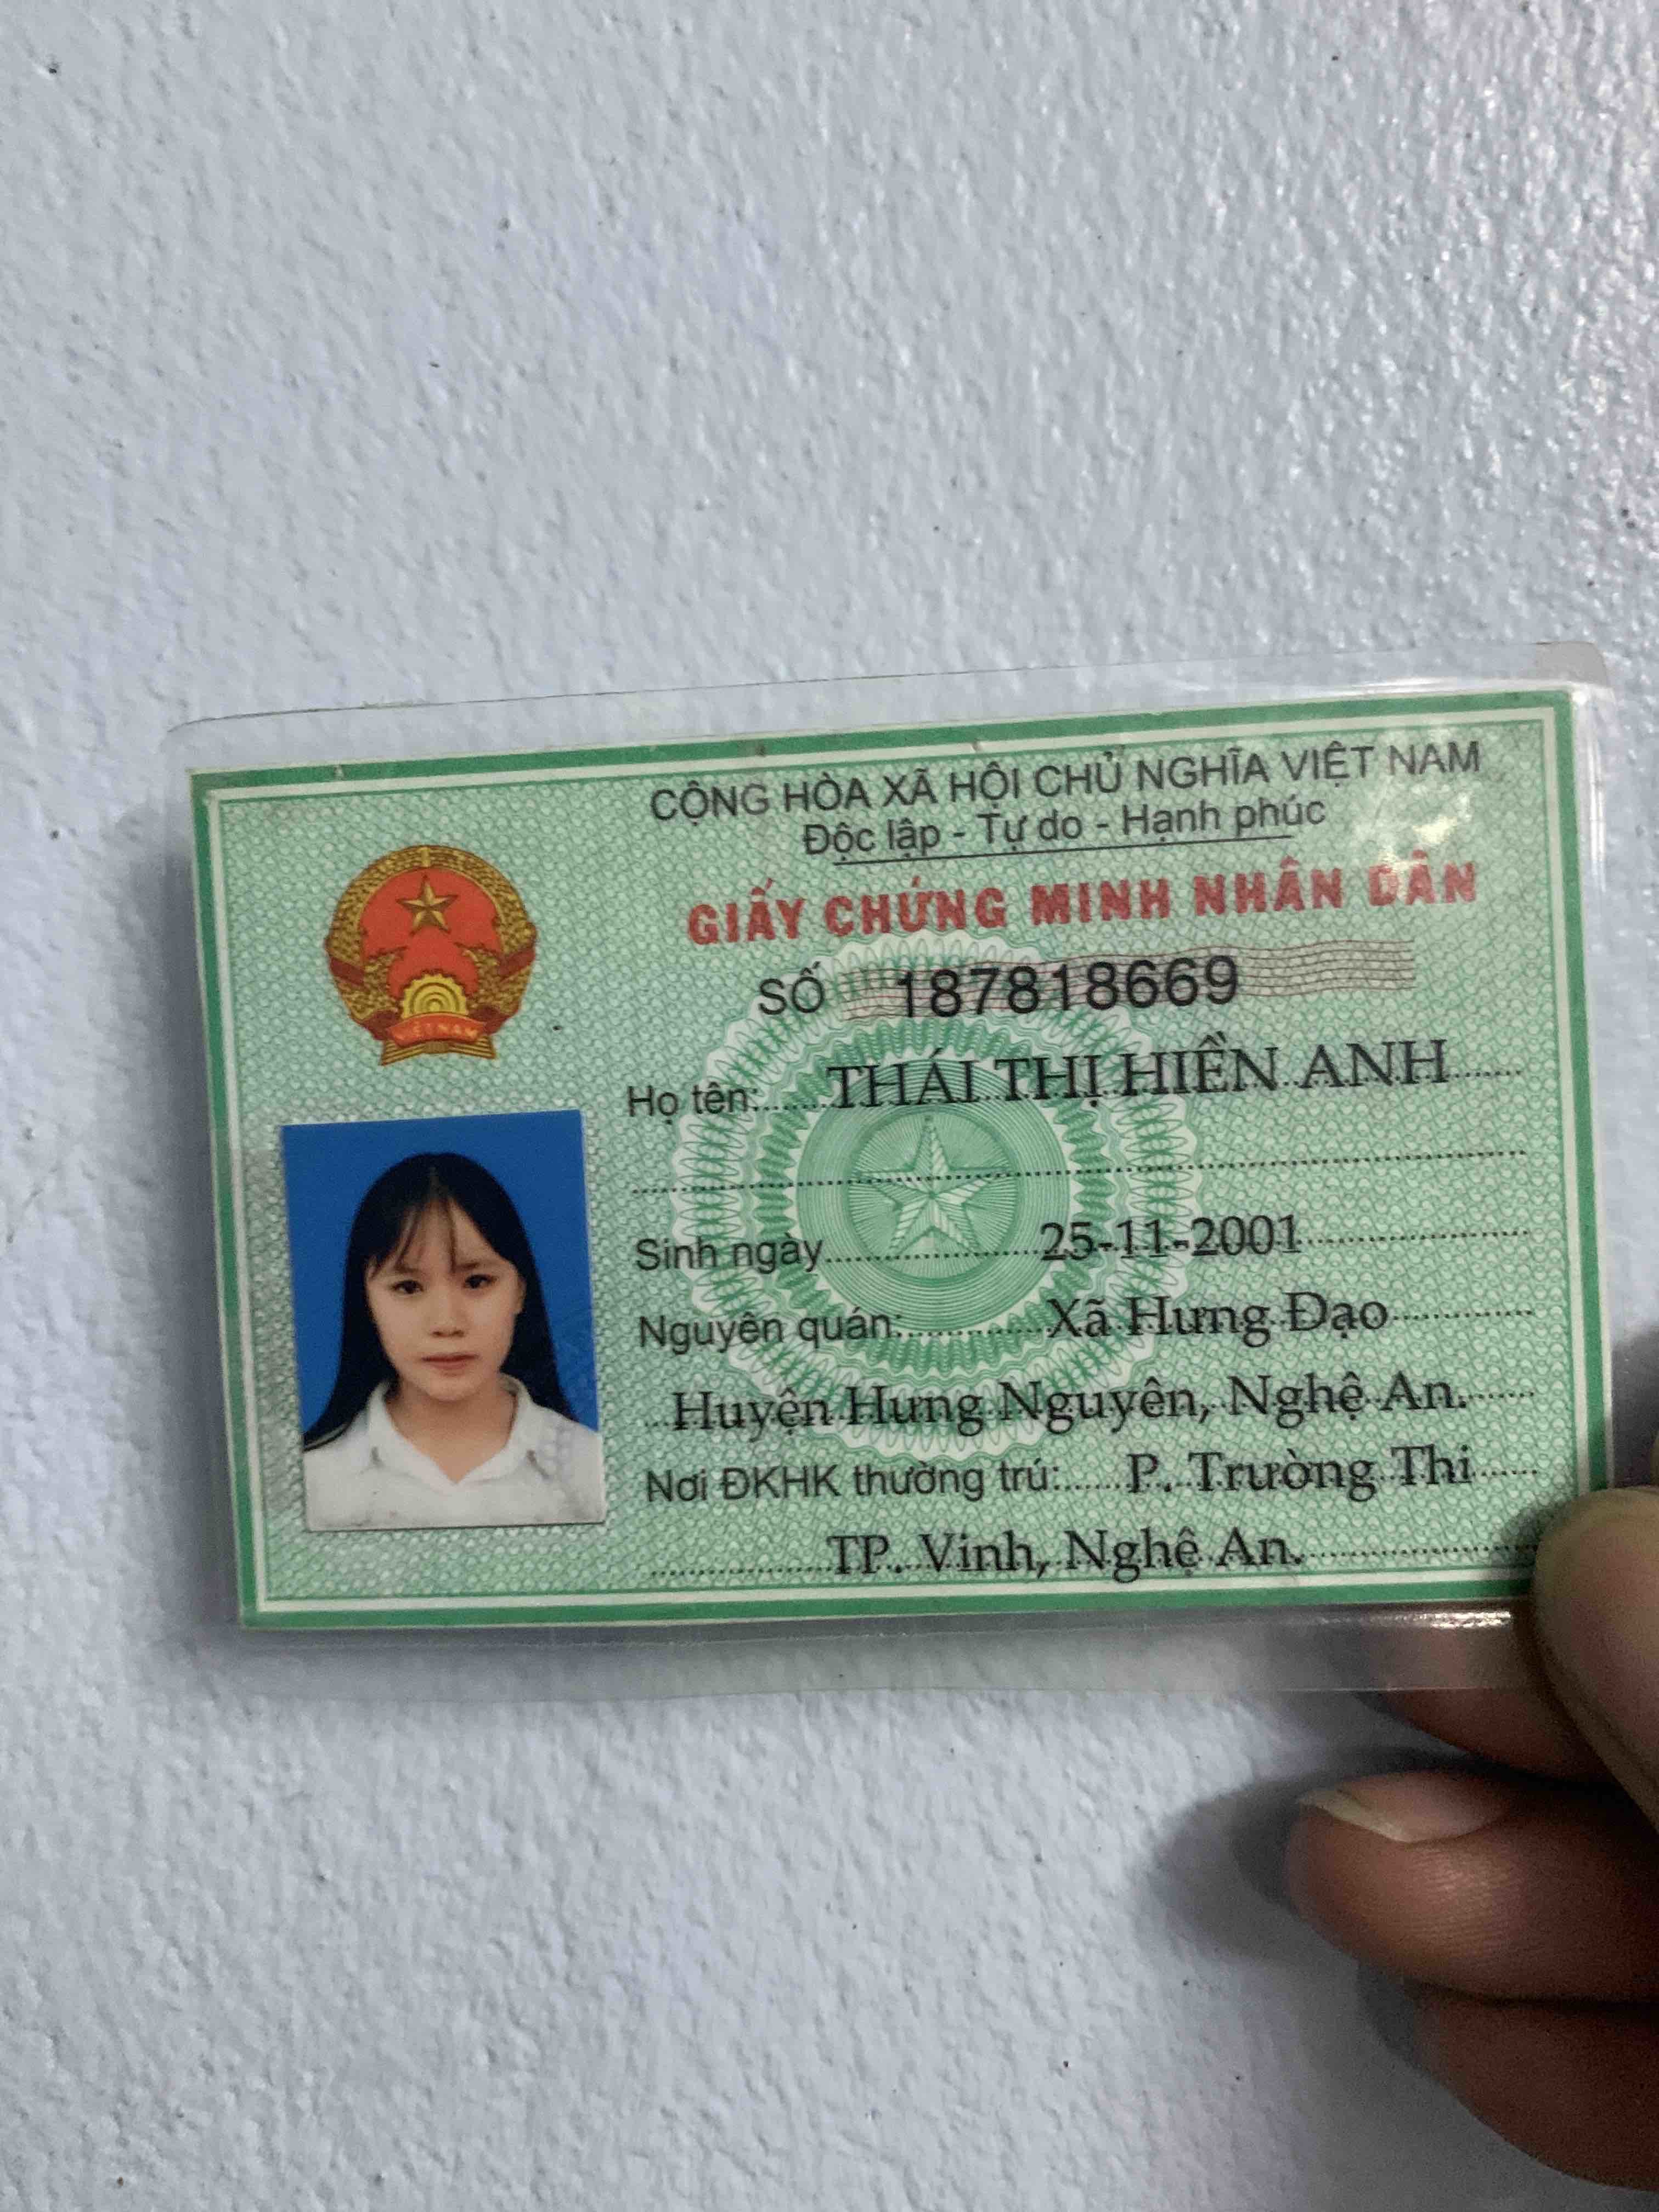 CỘNG HÒA XÃ HỘI CHỦ NGHĨA VIỆT NAM
Độc lập - Tự do - Hạnh phúc
GIẤY CHỨNG MINH NHÂN DÂN
SỐ 187818669
Họ tên: THÁI THỊ HIỀN ANH
Sinh ngày 25-11-2001
Nguyên quán: Xã Hưng Đạo
Huyện Hưng Nguyên, Nghệ An.
Nơi ĐKHK thường trú: P. Trường Thi
TP. Vinh, Nghệ An.
VIỆT NAM